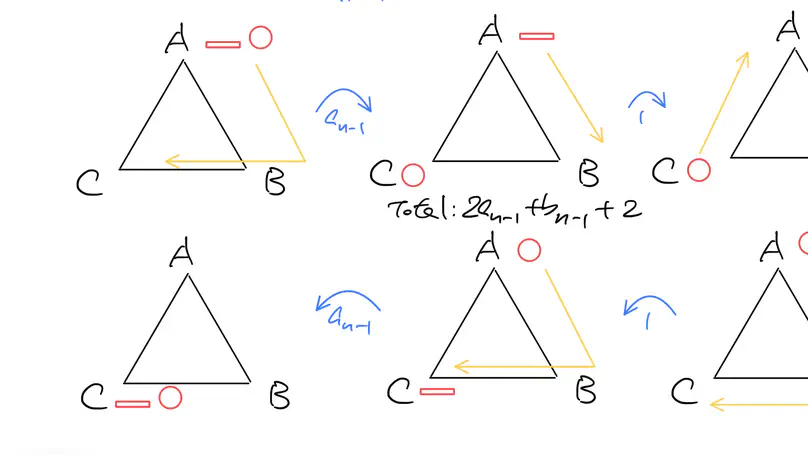 A A A
a_{n-1} 1
C B C B C
Total: 2a_{n-1} + b_{n-1} + 2
A A A
a_{n-1} 1
C B C B C